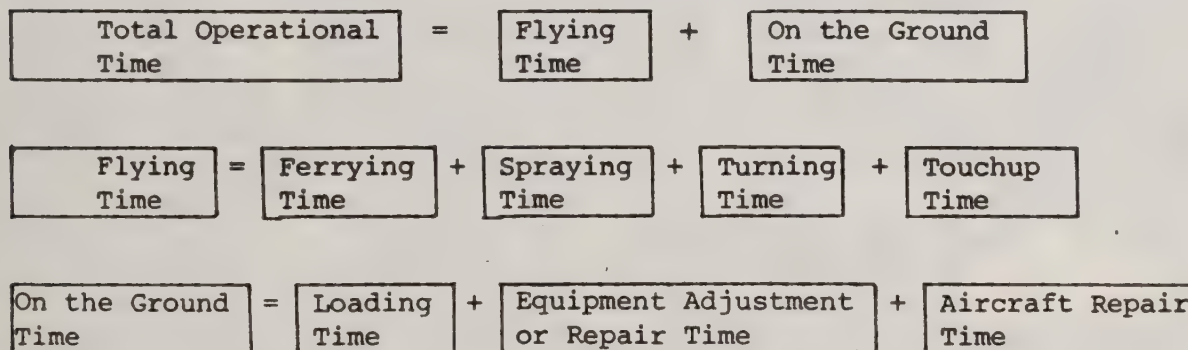 Total Operational Time = Flying Time + On the Ground Time
Flying Time = Ferrying Time + Spraying Time + Turning Time + Touchup Time
On the Ground Time = Loading Time + Equipment Adjustment or Repair Time + Aircraft Repair Time